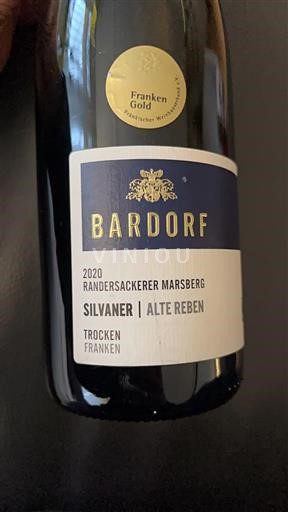 Franken
Gold
Fränkischer Weinbauverband e.V.
BARDORF
VINIOU
2020
RANDERSACKERER MARSBERG
SILVANER | ALTE REBEN
TROCKEN
FRANKEN